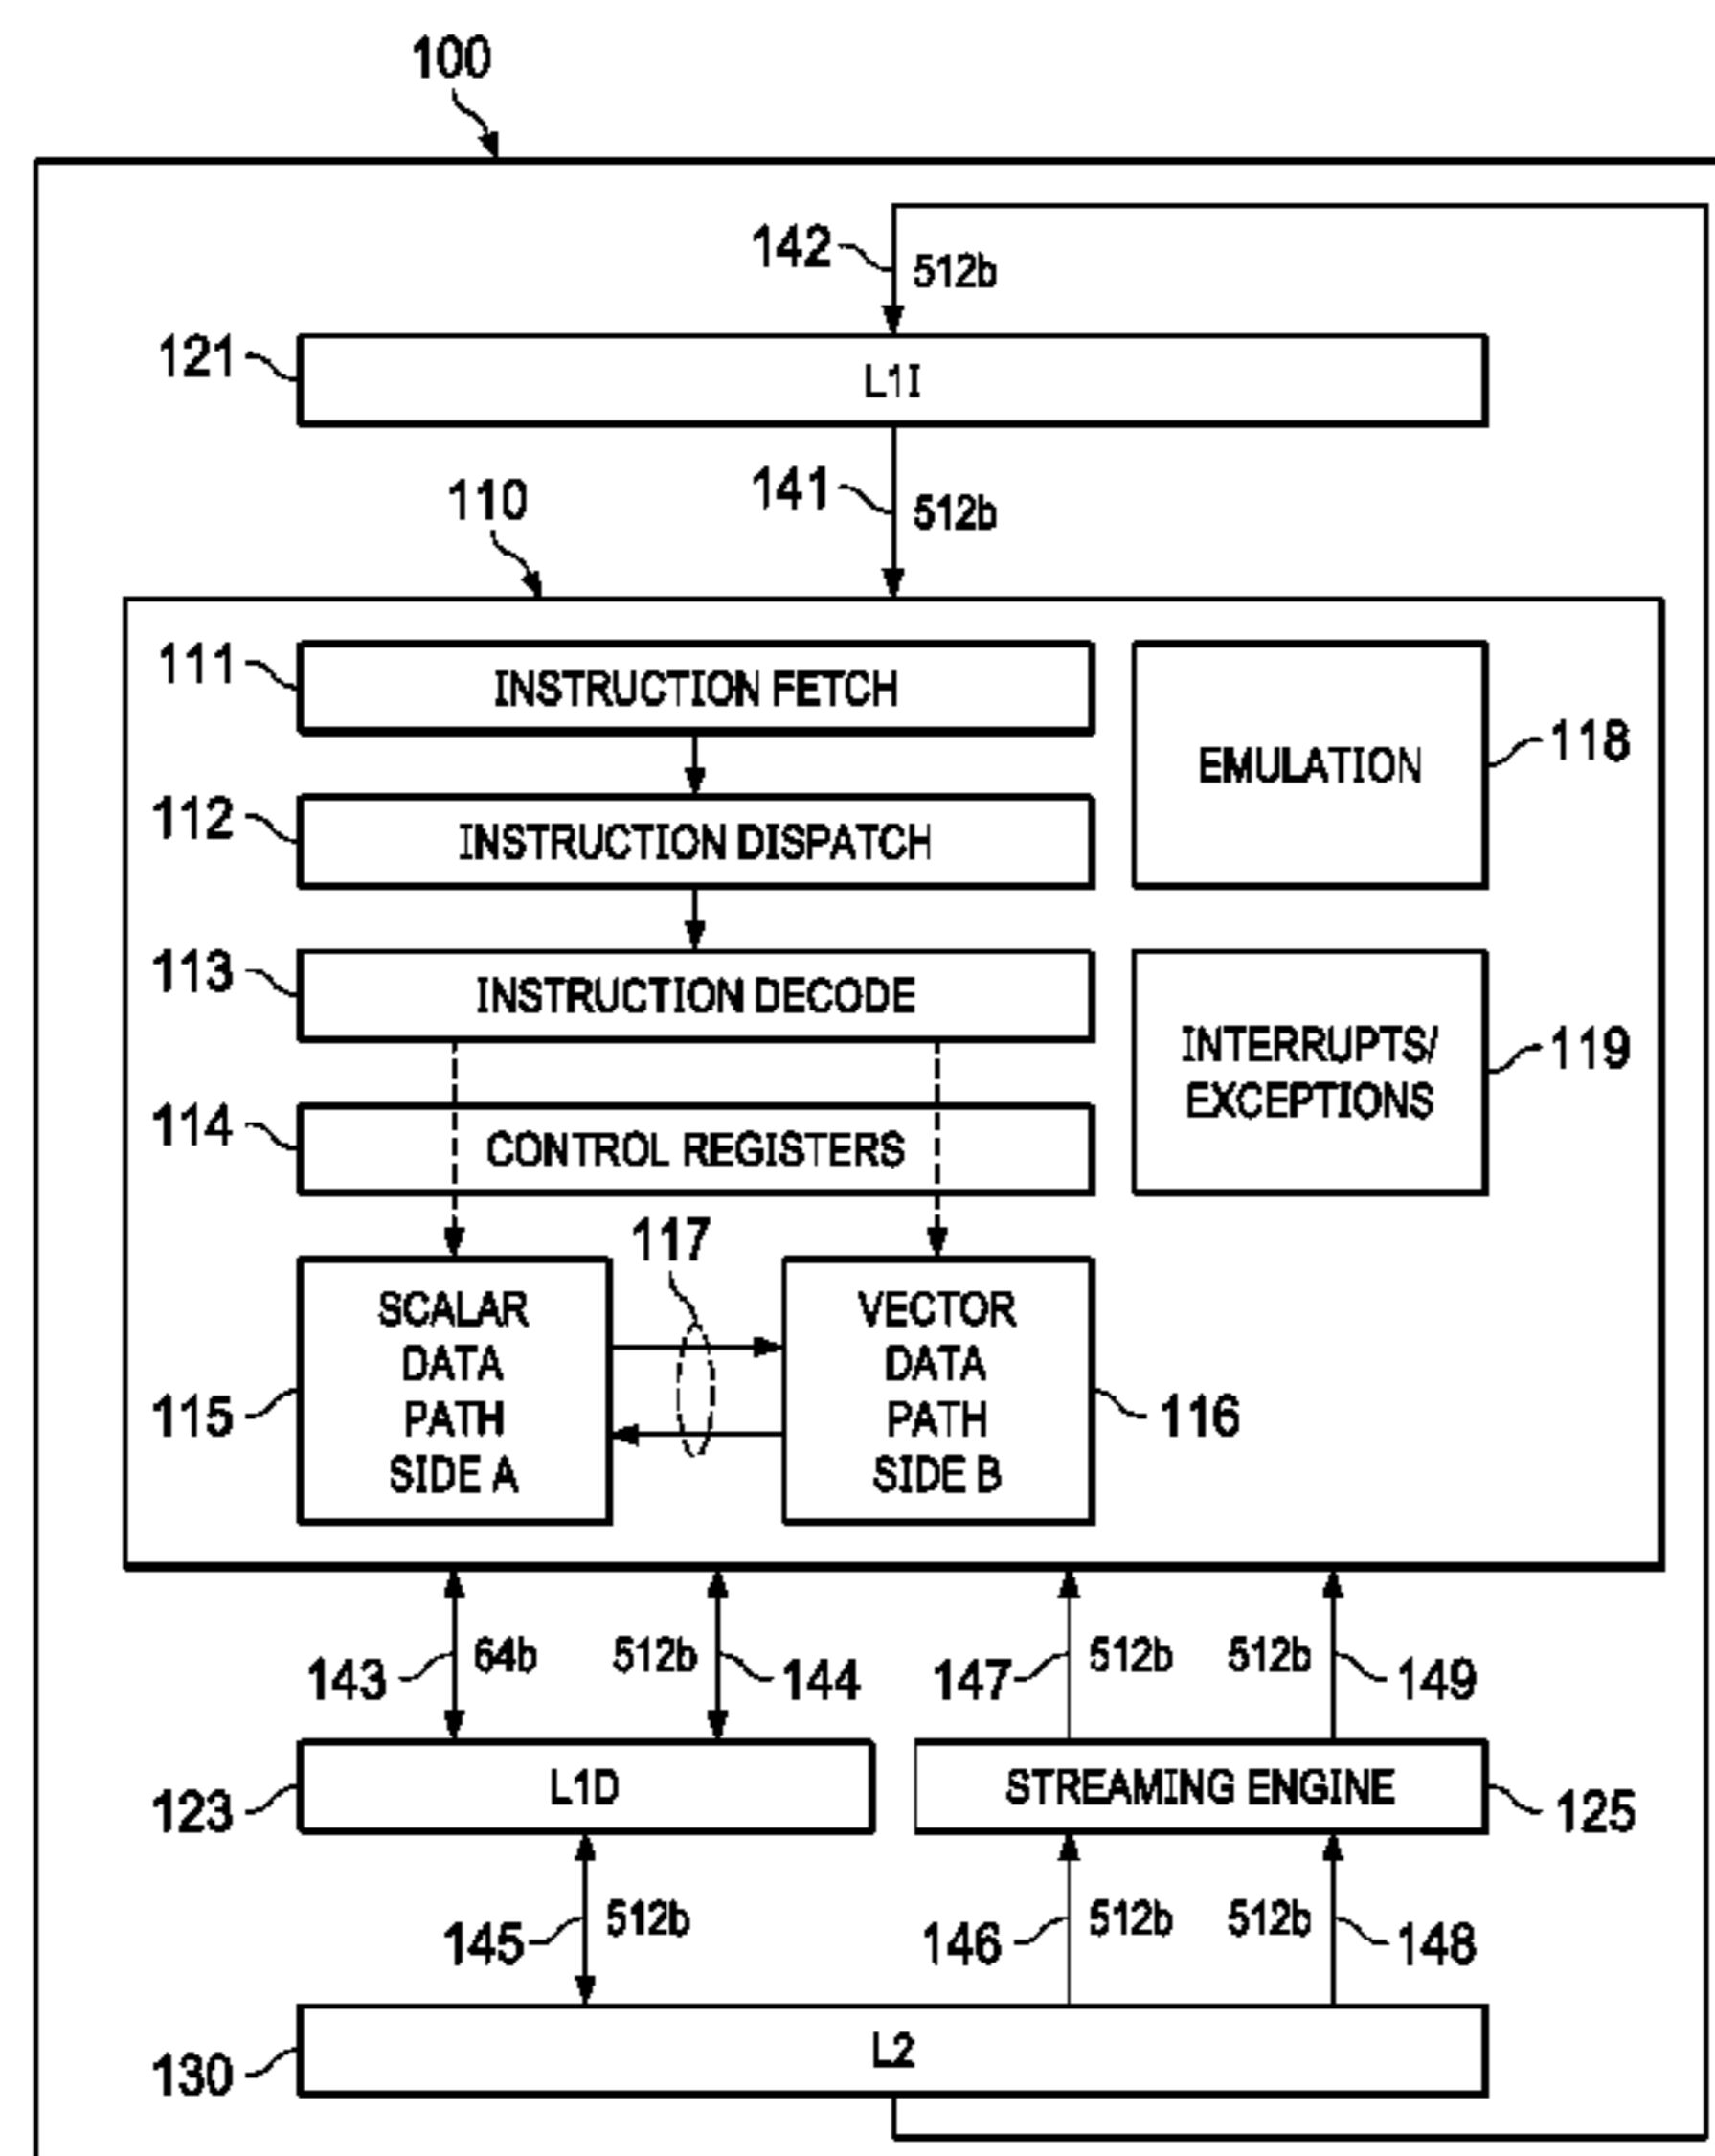 100
142
512b
121
L1I
141
512b
110
111
INSTRUCTION FETCH
EMULATION
118
112
INSTRUCTION DISPATCH
113
INSTRUCTION DECODE
INTERRUPTS/
EXCEPTIONS
119
114
CONTROL REGISTERS
117
SCALAR
DATA
PATH
SIDE A
115
VECTOR
DATA
PATH
SIDE B
116
143
64b
512b
144
147
512b
512b
149
123
L1D
STREAMING ENGINE
125
145
512b
146
512b
512b
148
130
L2